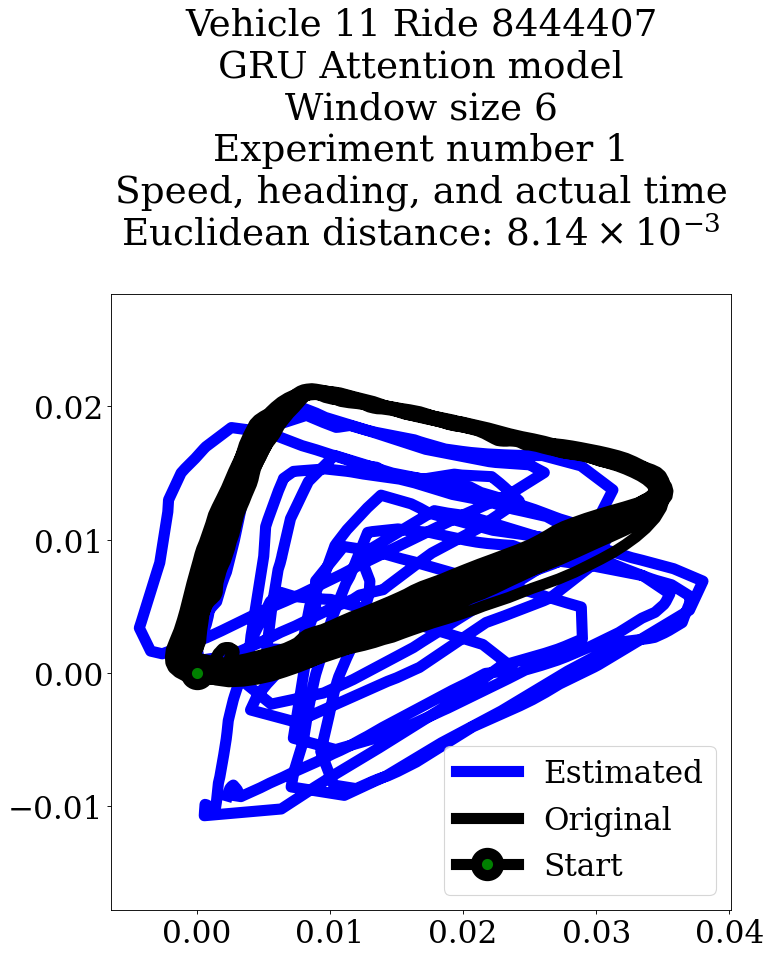 Vehicle 11 Ride 8444407
GRU Attention model
Window size 6
Experiment number 1
Speed, heading, and actual time
Euclidean distance: 8.14 × 10⁻³
0.02
0.01
0.00
−0.01
Estimated
Original
Start
0.00 0.01 0.02 0.03 0.04